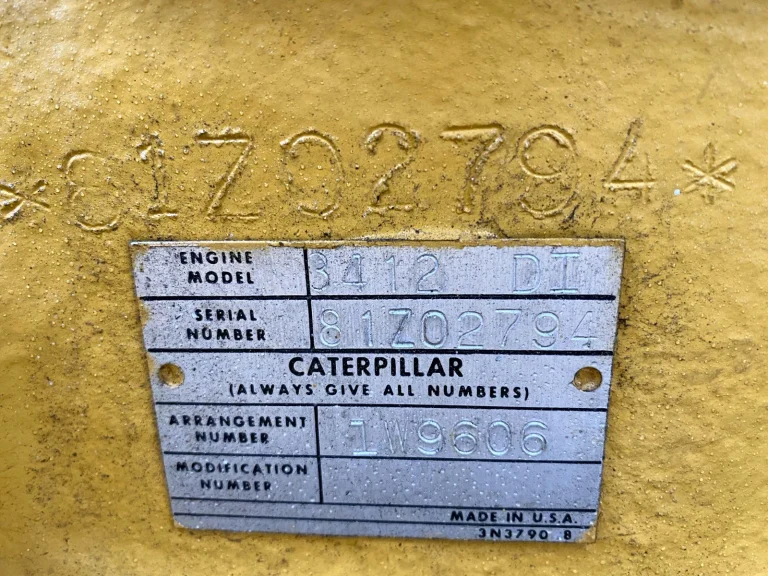 *81Z02794*
ENGINE MODEL 3412 DI
SERIAL NUMBER 81Z02794
CATERPILLAR
(ALWAYS GIVE ALL NUMBERS)
ARRANGEMENT NUMBER 1W9606
MODIFICATION NUMBER
MADE IN U.S.A.
3N3790 8